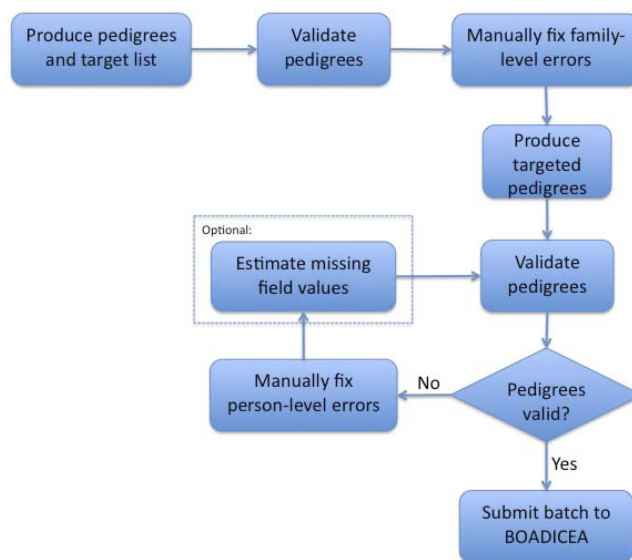 Produce pedigrees
and target list
Validate
pedigrees
Manually fix family-
level errors
Produce
targeted
pedigrees
Optional:
Estimate missing
field values
Validate
pedigrees
Manually fix
person-level errors
No
Pedigrees
valid?
Yes
Submit batch to
BOADICEA